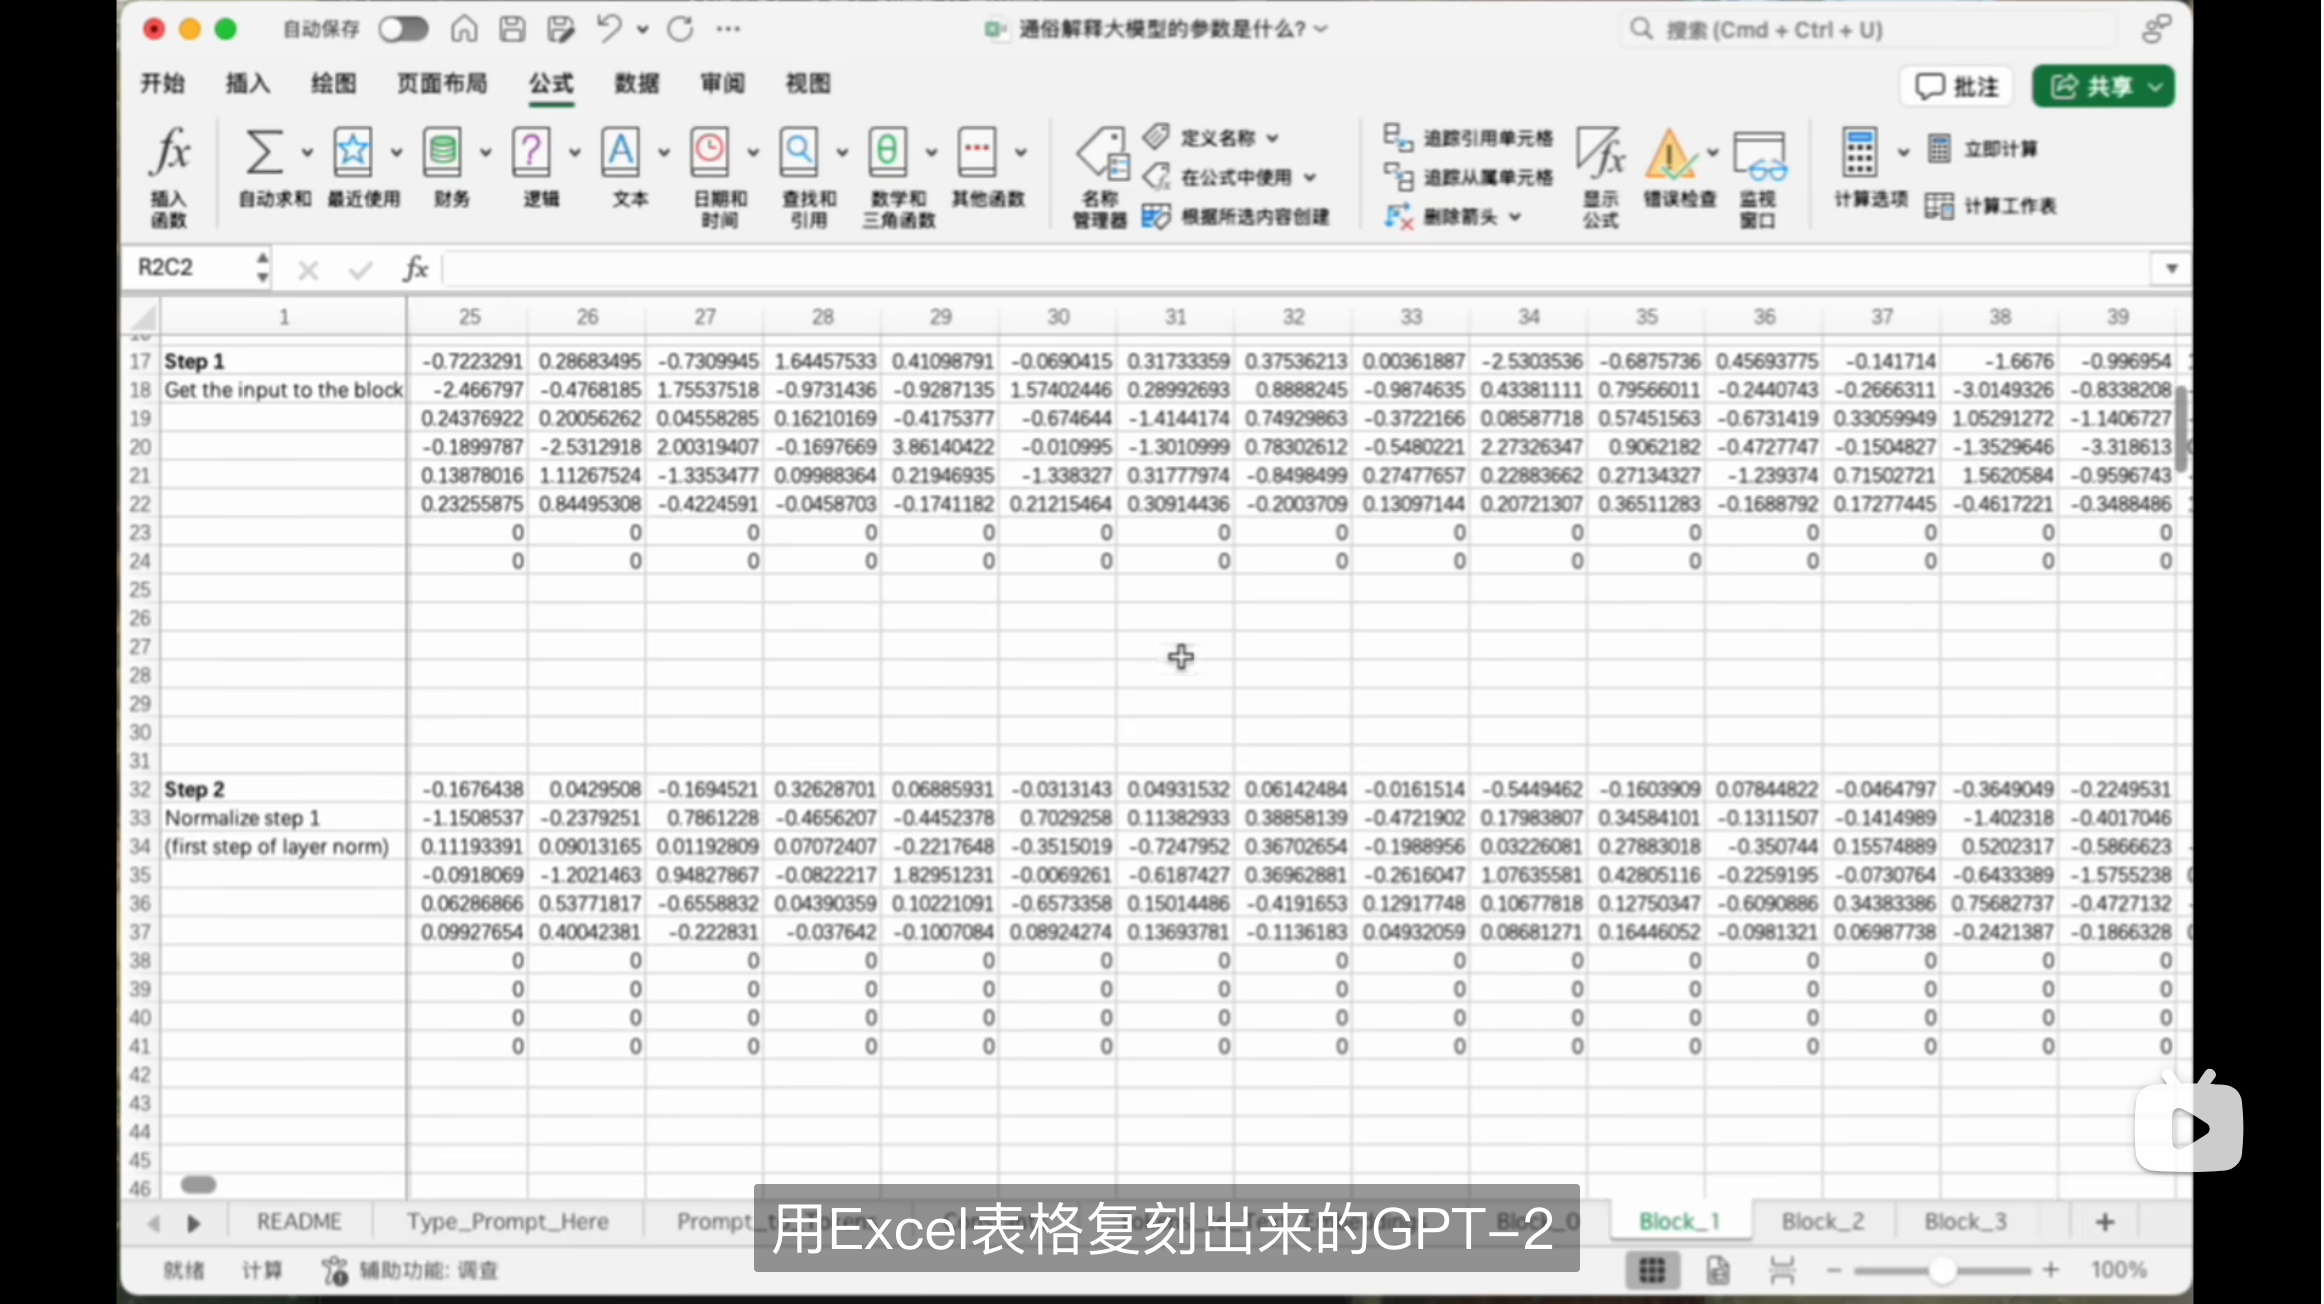 自动保存
通俗解释大模型的参数是什么?
搜索 (Cmd + Ctrl + U)
开始 插入 绘图 页面布局 公式 数据 审阅 视图
批注 共享
插入函数 自动求和 最近使用 财务 逻辑 文本 日期和时间 查找和引用 数学和三角函数 其他函数
名称管理器 定义名称 在公式中使用 根据所选内容创建
追踪引用单元格 追踪从属单元格 删除箭头
显示公式 错误检查 监视窗口 计算选项 立即计算 计算工作表
R2C2 fx
1 25 26 27 28 29 30 31 32 33 34 35 36 37 38 39
17 Step 1 -0.7223291 0.28683495 -0.7309945 1.64457533 0.41098791 -0.0690415 0.31733359 0.37536213 0.00361887 -2.5303536 -0.6875736 0.45693775 -0.141714 -1.6676 -0.996954
18 Get the input to the block -2.466797 -0.4768185 1.75537518 -0.9731436 -0.9287135 1.57402446 0.28992693 0.8888245 -0.9874635 0.43381111 0.79566011 -0.2440743 -0.2666311 -3.0149326 -0.8338208
19 0.24376922 0.20056262 0.04558285 0.16210169 -0.4175377 -0.674644 -1.4144174 0.74929863 -0.3722166 0.08587718 0.57451563 -0.6731419 0.33059949 1.05291272 -1.1406727
20 -0.1899787 -2.5312918 2.00319407 -0.1697669 3.86140422 -0.010995 -1.3010999 0.78302612 -0.5480221 2.27326347 0.9062182 -0.4727747 -0.1504827 -1.3529646 -3.318613
21 0.13878016 1.11267524 -1.3353477 0.09988364 0.21946935 -1.338327 0.31777974 -0.8498499 0.27477657 0.22883662 0.27134327 -1.239374 0.71502721 1.5620584 -0.9596743
22 0.23255875 0.84495308 -0.4224591 -0.0458703 -0.1741182 0.21215464 0.30914436 -0.2003709 0.13097144 0.20721307 0.36511283 -0.1688792 0.17277445 -0.4617221 -0.3488486
23 0 0 0 0 0 0 0 0 0 0 0 0 0 0 0
24 0 0 0 0 0 0 0 0 0 0 0 0 0 0 0
25
26
27
28
29
30
31
32 Step 2 -0.1676438 0.0429508 -0.1694521 0.32628701 0.06885931 -0.0313143 0.04931532 0.06142484 -0.0161514 -0.5449462 -0.1603909 0.07844822 -0.0464797 -0.3649049 -0.2249531
33 Normalize step 1 -1.1508537 -0.2379251 0.7861228 -0.4656207 -0.4452378 0.7029258 0.11382933 0.38858139 -0.4721902 0.17983807 0.34584101 -0.1311507 -0.1414989 -1.402318 -0.4017046
34 (first step of layer norm) 0.11193391 0.09013165 0.01192809 0.07072407 -0.2217648 -0.3515019 -0.7247952 0.36702654 -0.1988956 0.03226081 0.27883018 -0.350744 0.15574889 0.5202317 -0.5866623
35 -0.0918069 -1.2021463 0.94827867 -0.0822217 1.82951231 -0.0069261 -0.6187427 0.36962881 -0.2616047 1.07635581 0.42805116 -0.2259195 -0.0730764 -0.6433389 -1.5755238
36 0.06286866 0.53771817 -0.6558832 0.04390359 0.10221091 -0.6573358 0.15014486 -0.4191653 0.12917748 0.10677818 0.12750347 -0.6090886 0.34383386 0.75682737 -0.4727132
37 0.09927654 0.40042381 -0.222831 -0.037642 -0.1007084 0.08924274 0.13693781 -0.1136183 0.04932059 0.08681271 0.16446052 -0.0981321 0.06987738 -0.2421387 -0.1866328
38 0 0 0 0 0 0 0 0 0 0 0 0 0 0 0
39 0 0 0 0 0 0 0 0 0 0 0 0 0 0 0
40 0 0 0 0 0 0 0 0 0 0 0 0 0 0 0
41 0 0 0 0 0 0 0 0 0 0 0 0 0 0 0
42
43
44
45
46
README Type_Prompt_Here Block_1 Block_2 Block_3 +
用Excel表格复刻出来的GPT-2
就绪 计算 辅助功能: 调查 100%